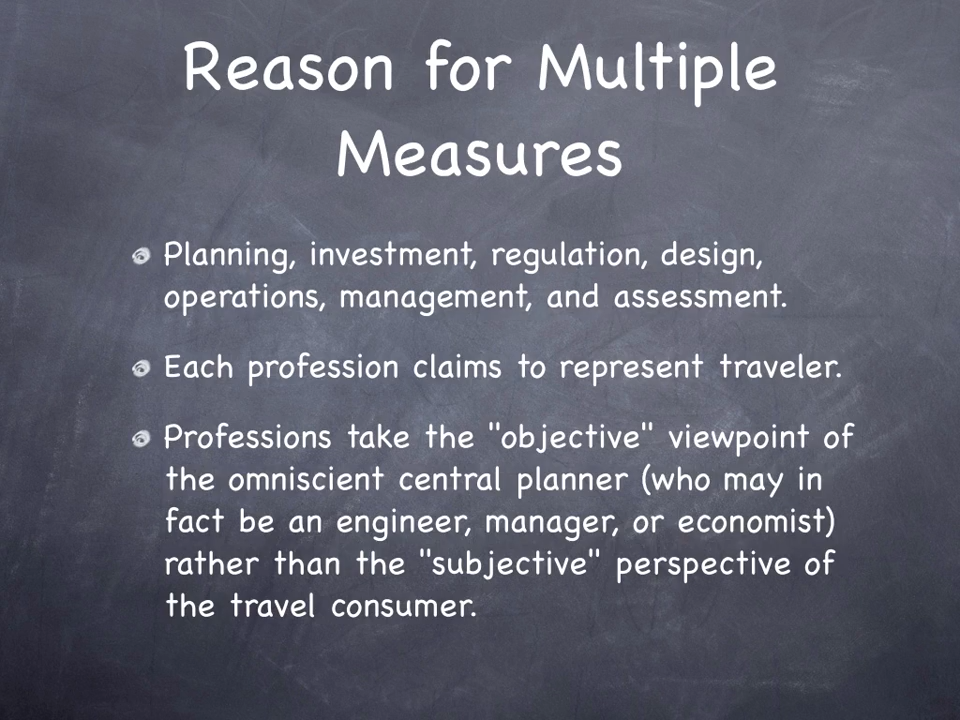 Reason for Multiple
Measures
Planning, investment, regulation, design,
operations, management, and assessment.
Each profession claims to represent traveler.
Professions take the "objective" viewpoint of
the omniscient central planner (who may in
fact be an engineer, manager, or economist)
rather than the "subjective" perspective of
the travel consumer.